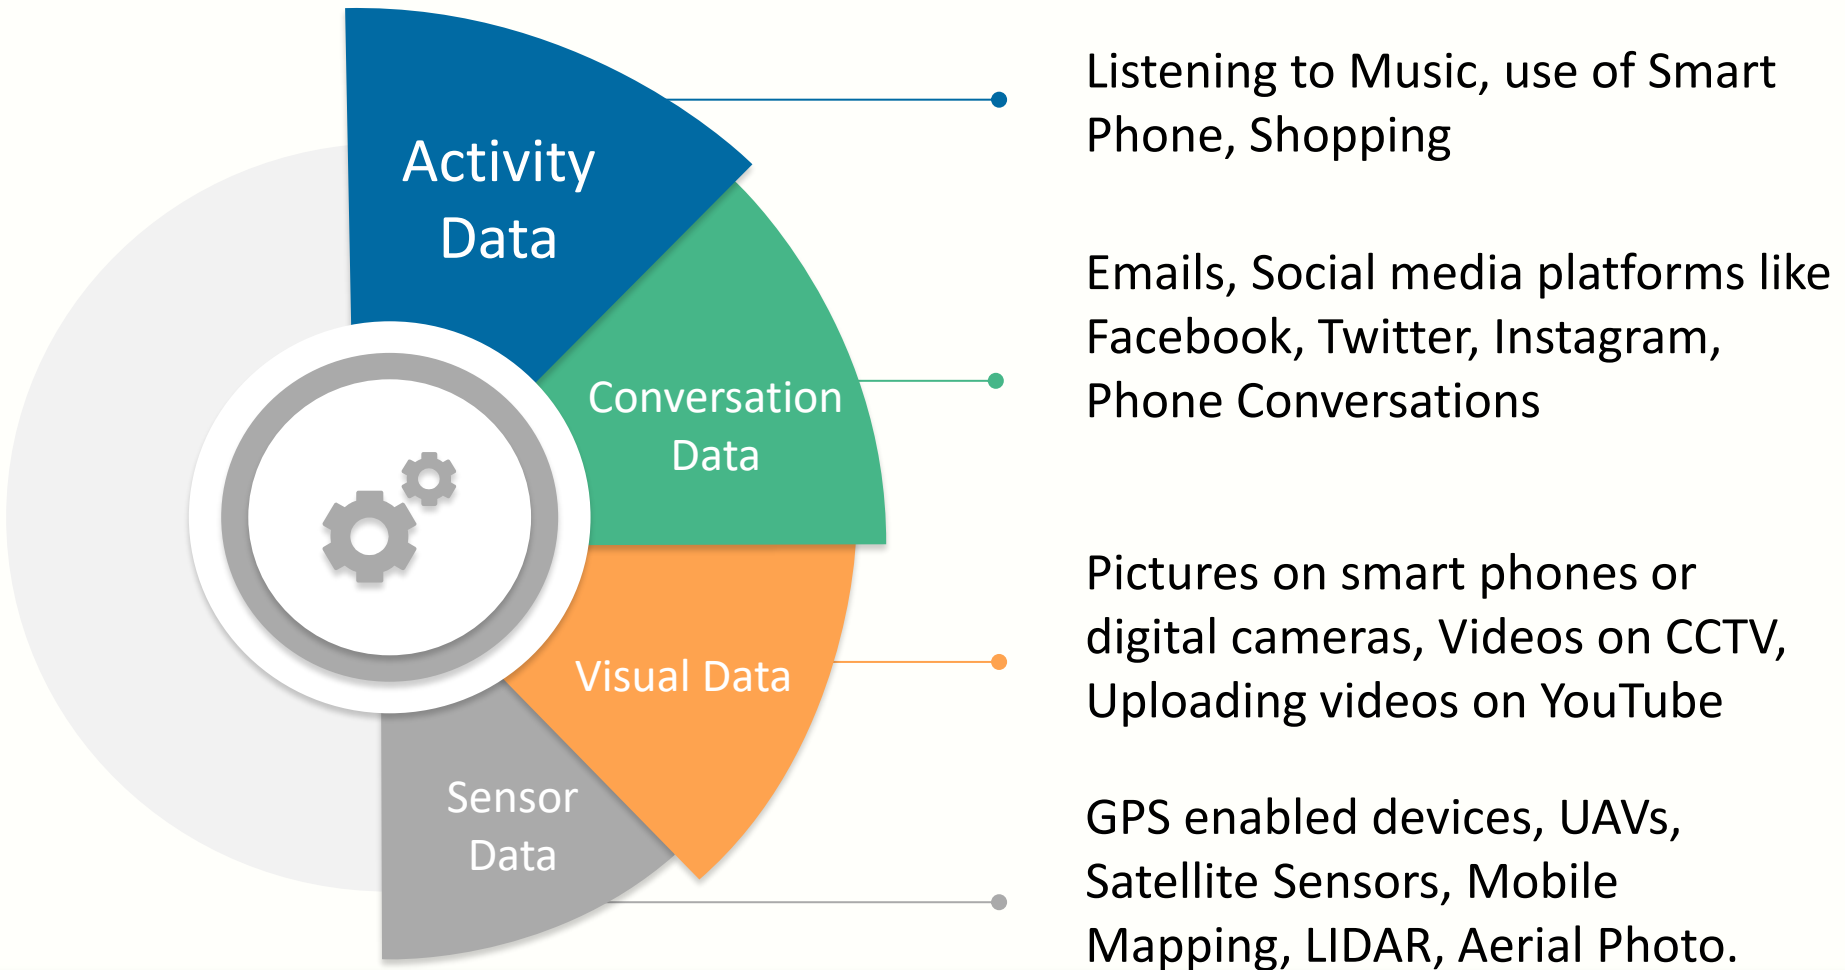 Activity
Data
Listening to Music, use of Smart
Phone, Shopping
Conversation
Data
Emails, Social media platforms like
Facebook, Twitter, Instagram,
Phone Conversations
Visual Data
Pictures on smart phones or
digital cameras, Videos on CCTV,
Uploading videos on YouTube
Sensor
Data
GPS enabled devices, UAVs,
Satellite Sensors, Mobile
Mapping, LIDAR, Aerial Photo.